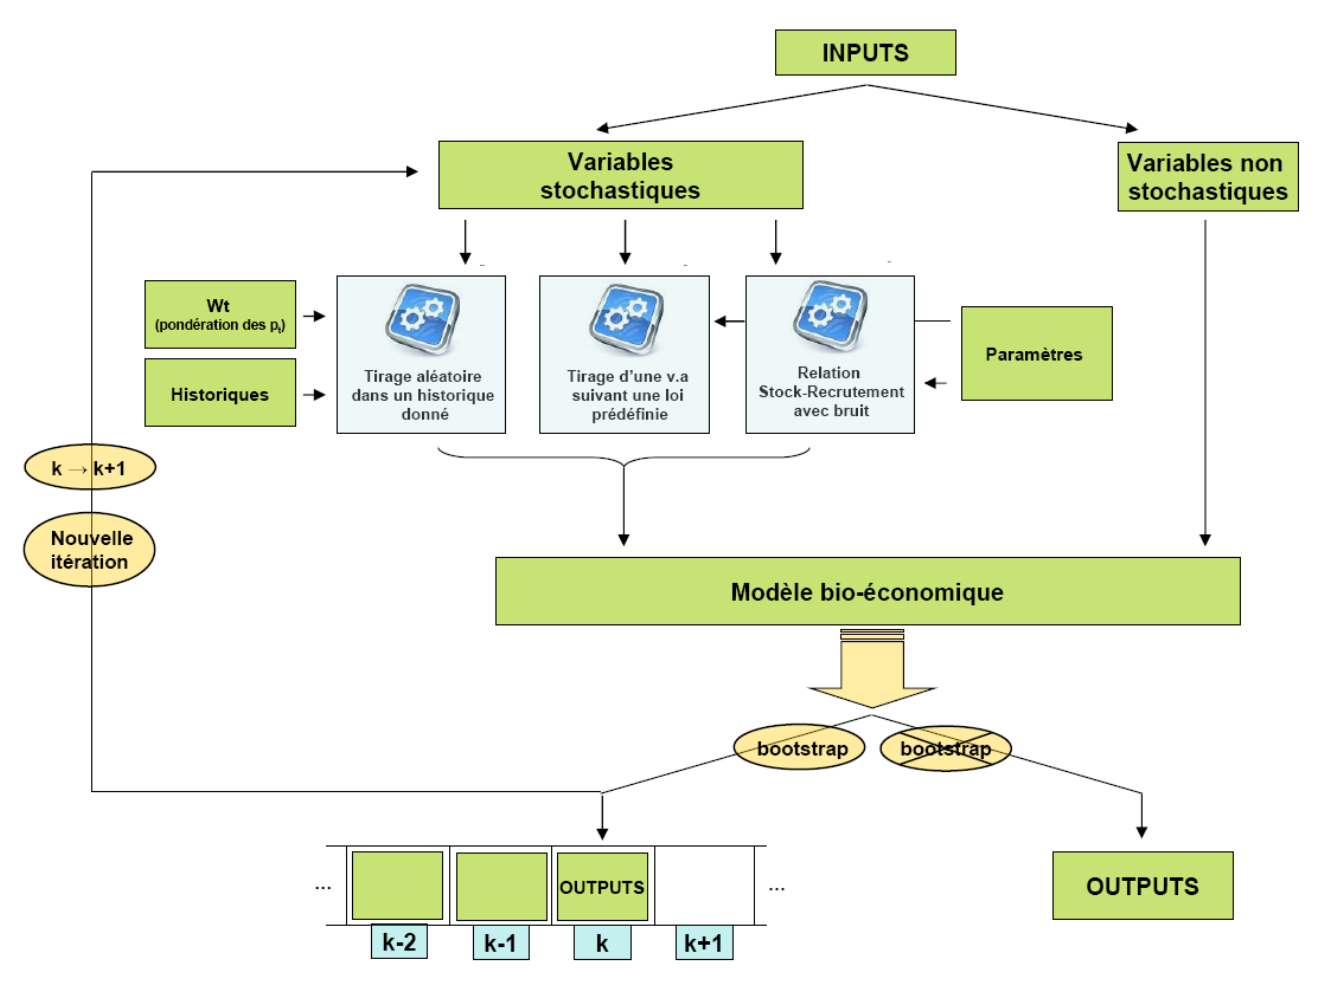 INPUTS
Variables
stochastiques
Variables non
stochastiques
Wt
(pondération des pt)
Historiques
Tirage aléatoire
dans un historique
donné
Tirage d'une v.a
suivant une loi
prédéfinie
Relation
Stock-Recrutement
avec bruit
Paramètres
k → k+1
Nouvelle
itération
Modèle bio-économique
bootstrap
bootstrap
...
OUTPUTS
...
OUTPUTS
k-2
k-1
k
k+1